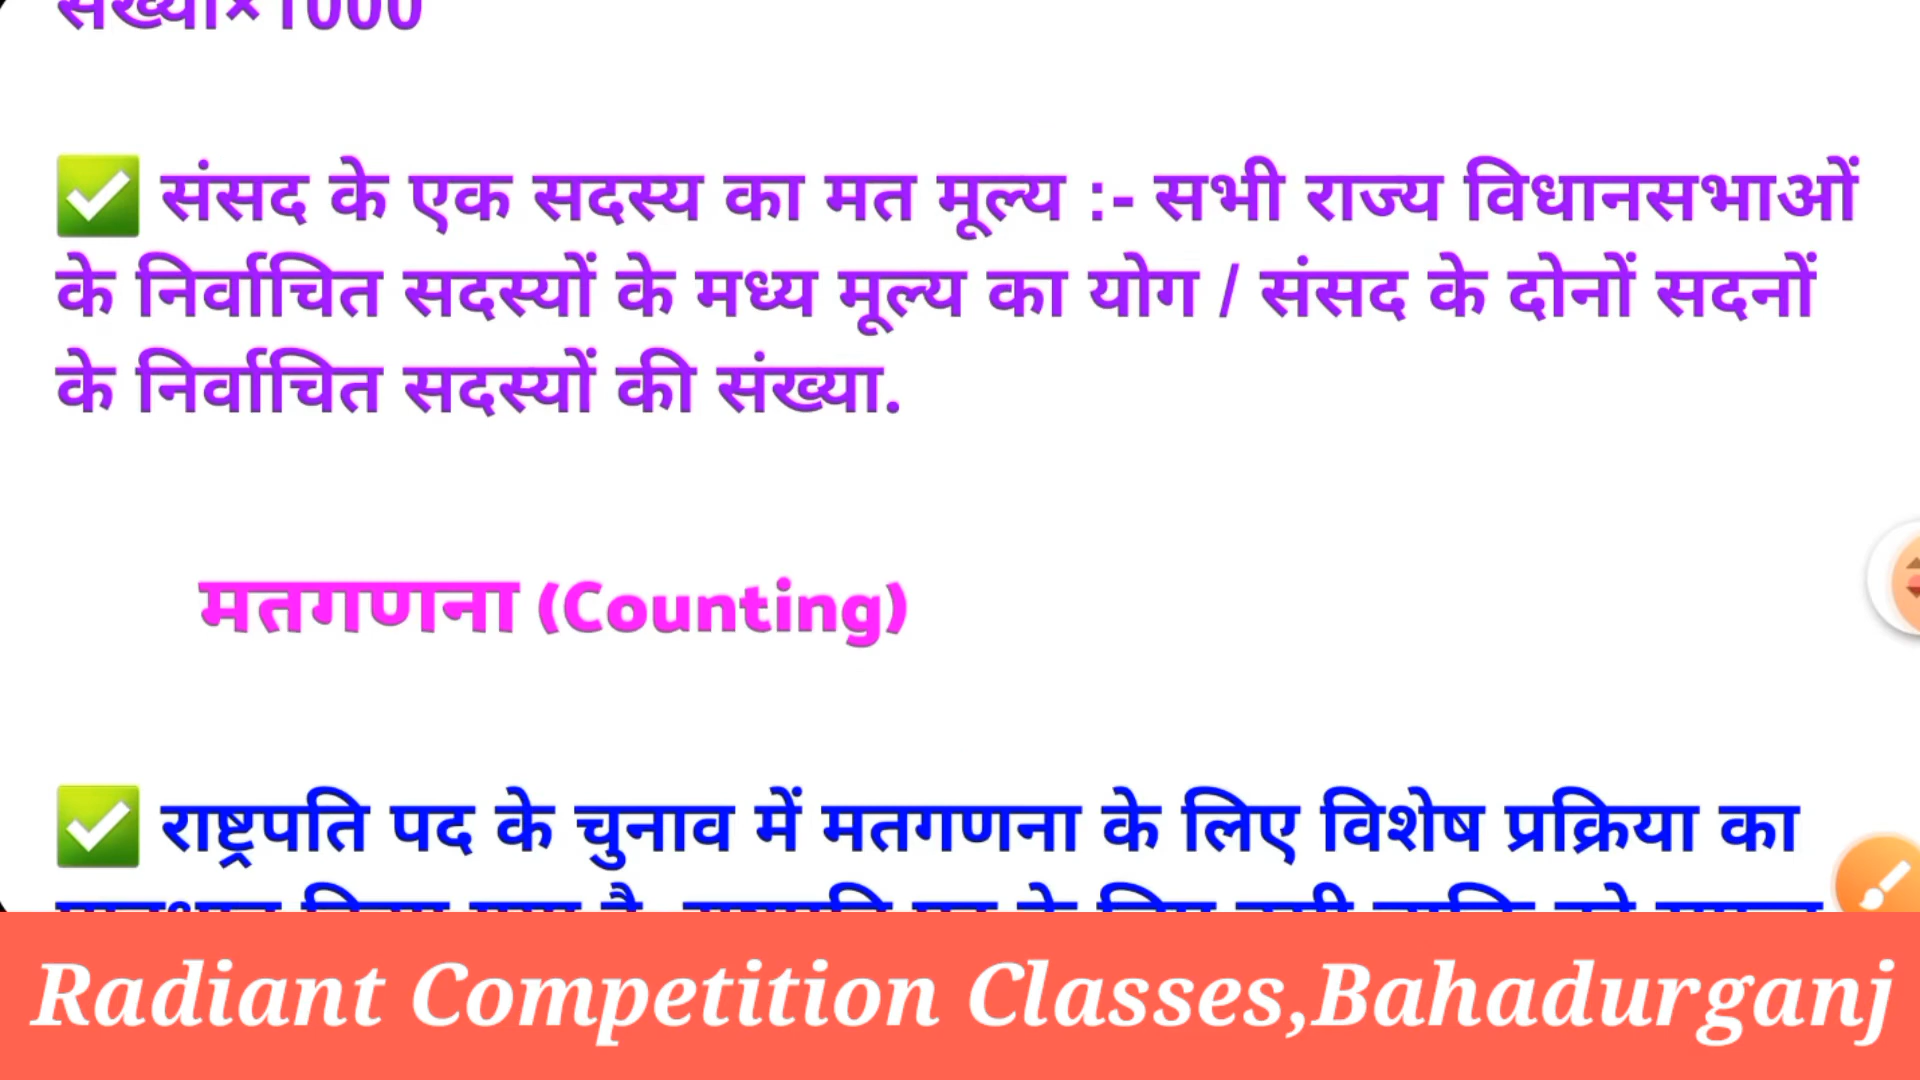 संख्या×1000
✅ संसद के एक सदस्य का मत मूल्य :- सभी राज्य विधानसभाओं
के निर्वाचित सदस्यों के मध्य मूल्य का योग / संसद के दोनों सदनों
के निर्वाचित सदस्यों की संख्या.
मतगणना (Counting)
✅ राष्ट्रपति पद के चुनाव में मतगणना के लिए विशेष प्रक्रिया का
Radiant Competition Classes,Bahadurganj